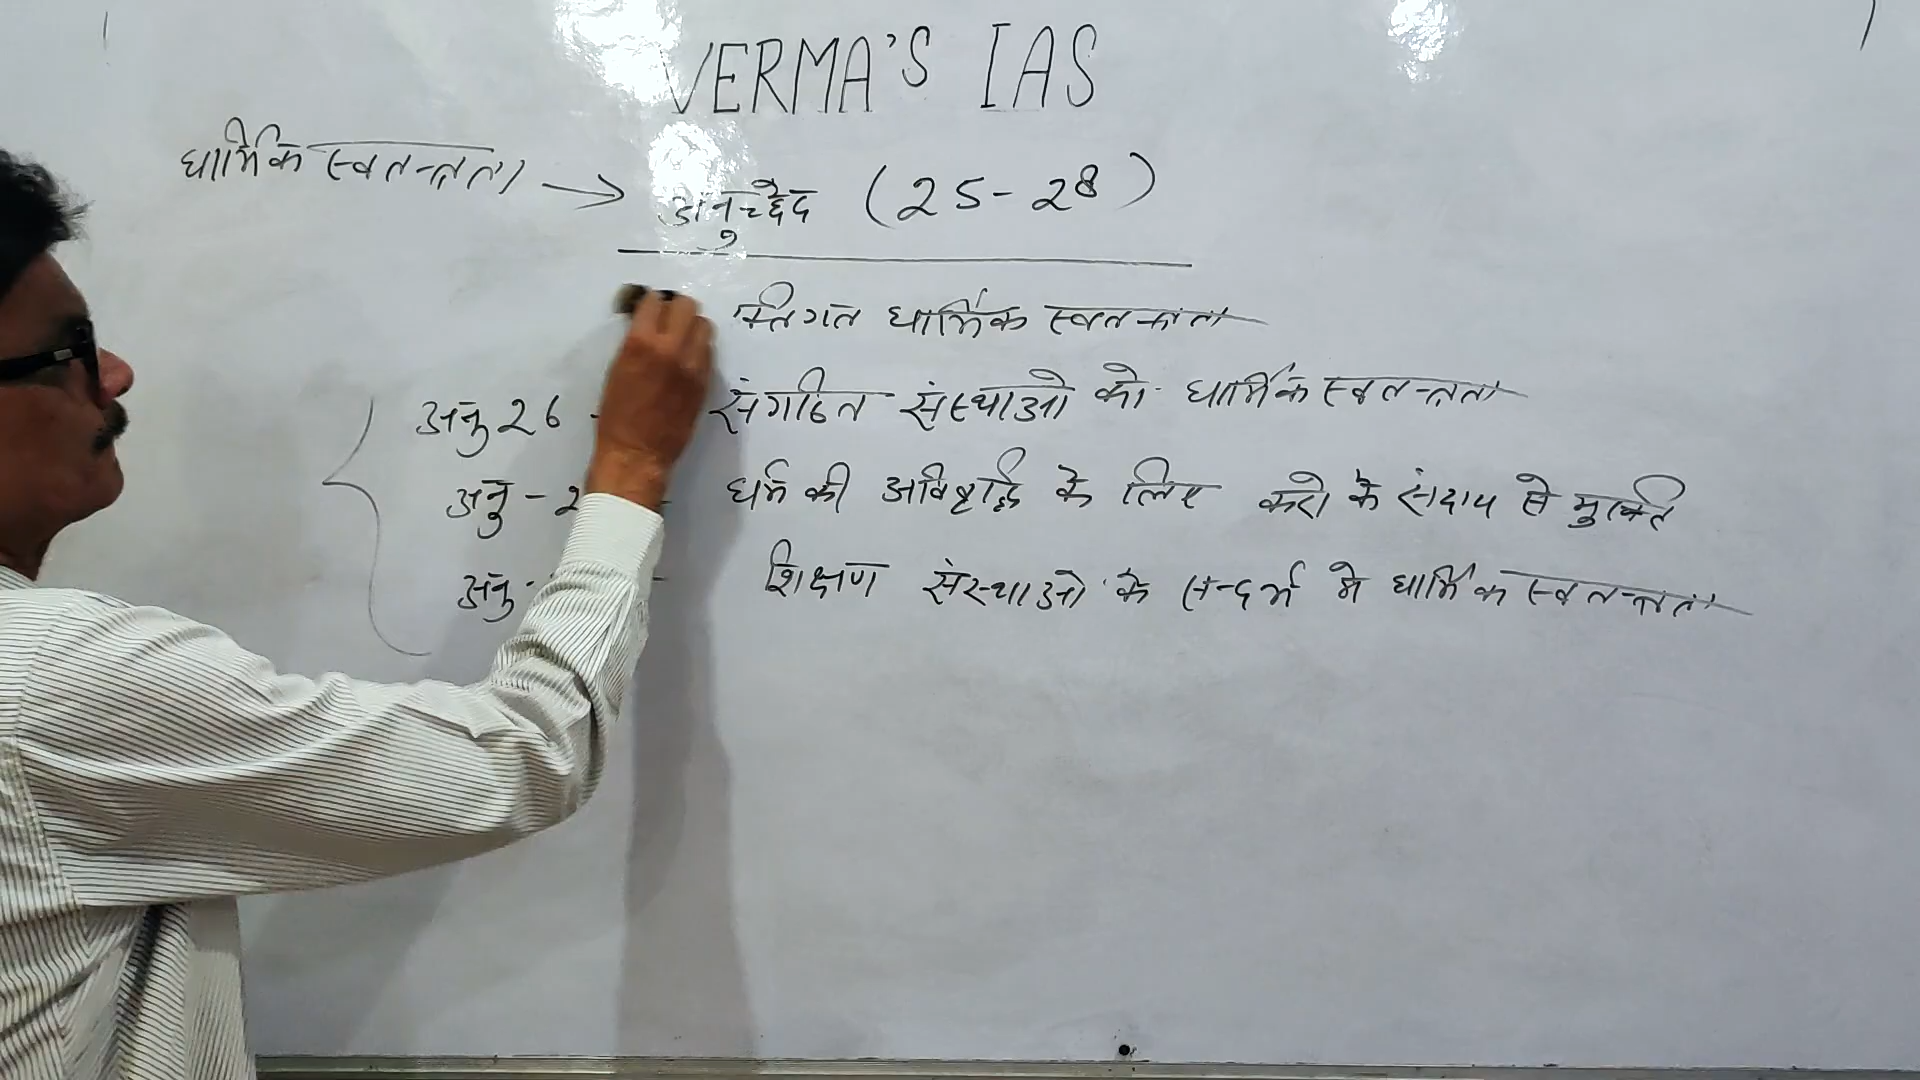 VERMA'S IAS
धार्मिक स्वतन्त्रता → अनुच्छेद (25-28)
क्तिगत धार्मिक स्वतन्त्रता
अनु 26 - संगठित संस्थाओं को धार्मिक स्वतन्त्रता
अनु - 2 - धर्म की अभिवृद्धि के लिए करो के संदाय से मुक्ति
अनु - शिक्षण संस्थाओं के सन्दर्भ मे धार्मिक स्वतन्त्रता